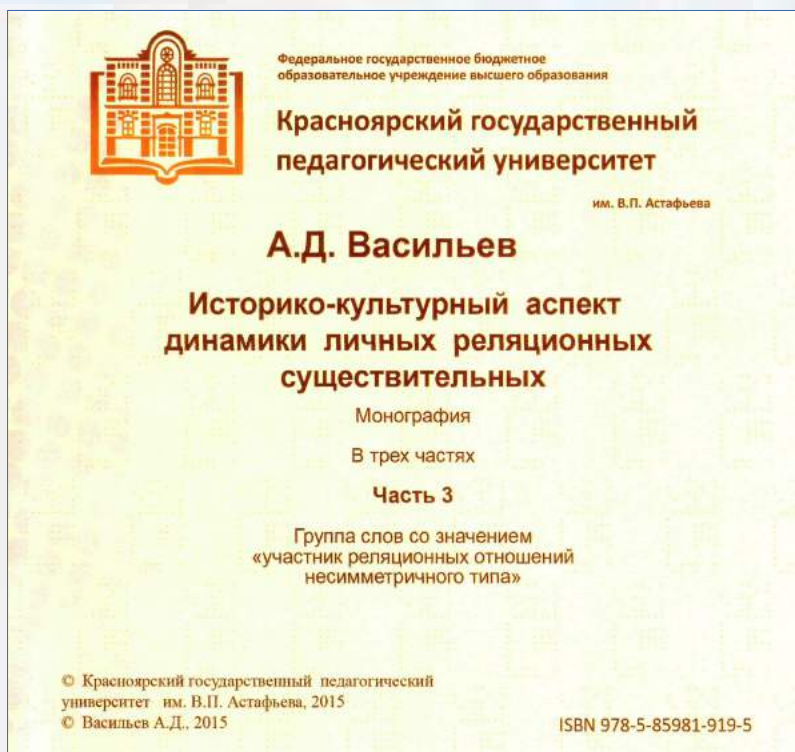 Федеральное государственное бюджетное
образовательное учреждение высшего образования
Красноярский государственный
педагогический университет
им. В.П. Астафьева
А.Д. Васильев
Историко-культурный аспект
динамики личных реляционных
существительных
Монография
В трех частях
Часть 3
Группа слов со значением
«участник реляционных отношений
несимметричного типа»
© Красноярский государственный педагогический
университет им. В.П. Астафьева, 2015
© Васильев А.Д., 2015
ISBN 978-5-85981-919-5